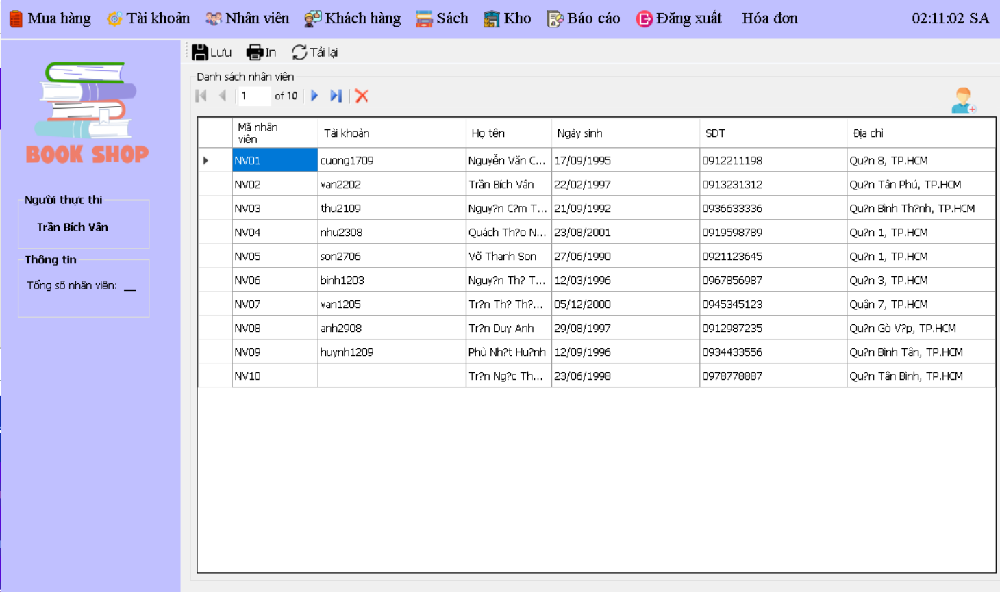 Mua hàng Tài khoản Nhân viên Khách hàng Sách Kho Báo cáo Đăng xuất Hóa đơn 02:11:02 SA
Lưu In Tải lại
BOOK SHOP
Người thực thi
Trần Bích Vân
Thông tin
Tổng số nhân viên: __
Danh sách nhân viên
1 of 10
Mã nhân viên Tài khoản Họ tên Ngày sinh SDT Địa chỉ
NV01 cuong1709 Nguyễn Văn C... 17/09/1995 0912211198 Qu?n 8, TP.HCM
NV02 van2202 Trần Bích Vân 22/02/1997 0913231312 Qu?n Tân Phú, TP.HCM
NV03 thu2109 Nguy?n C?m T... 21/09/1992 0936633336 Qu?n Bình Th?nh, TP.HCM
NV04 nhu2308 Quách Th?o N... 23/08/2001 0919598789 Qu?n 1, TP.HCM
NV05 son2706 Võ Thanh Son 27/06/1990 0921123645 Qu?n 1, TP.HCM
NV06 binh1203 Nguy?n Th? T... 12/03/1996 0967856987 Qu?n 3, TP.HCM
NV07 van1205 Tr?n Th? Th?... 05/12/2000 0945345123 Quận 7, TP.HCM
NV08 anh2908 Tr?n Duy Anh 29/08/1997 0912987235 Qu?n Gò V?p, TP.HCM
NV09 huynh1209 Phù Nh?t Hu?nh 12/09/1996 0934433556 Qu?n Bình Tân, TP.HCM
NV10 Tr?n Ng?c Th... 23/06/1998 0978778887 Qu?n Tân Bình, TP.HCM